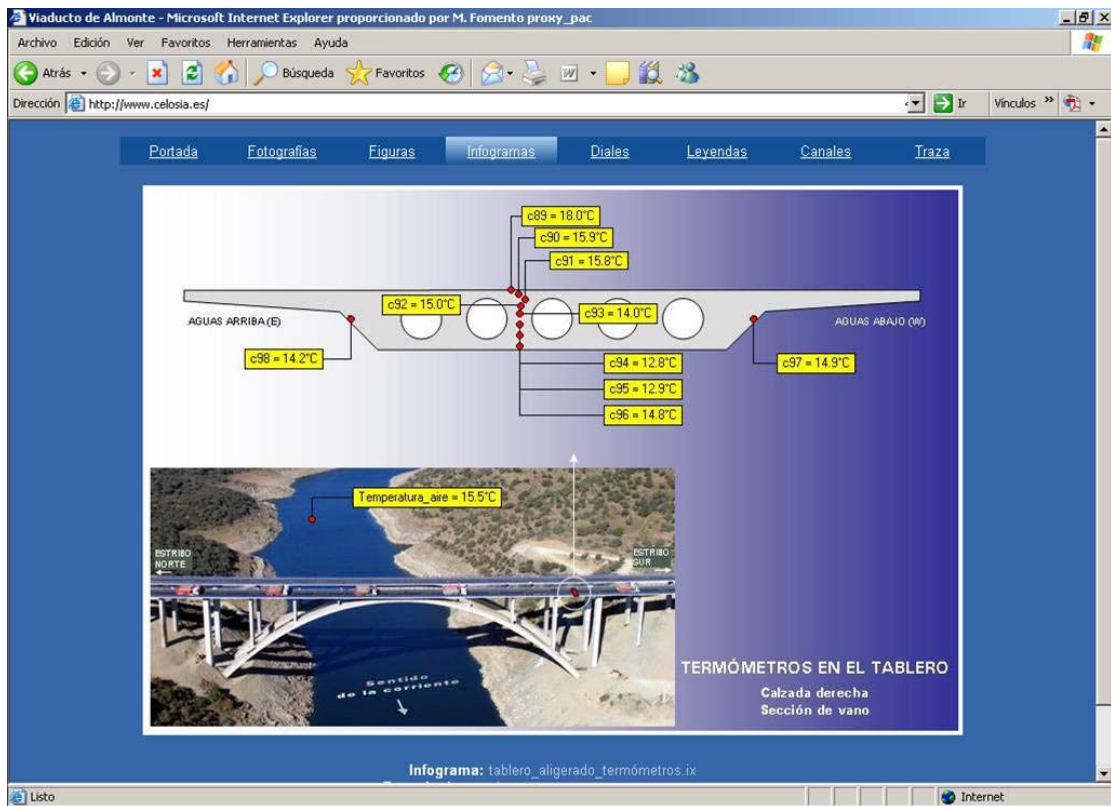 Viaducto de Almonte - Microsoft Internet Explorer proporcionado por M. Fomento proxy_pac
Archivo Edición Ver Favoritos Herramientas Ayuda
Atrás Búsqueda Favoritos
Dirección http://www.celosia.es/ Ir Vínculos »
Portada Fotografías Figuras Infogramas Diales Leyendas Canales Traza
c89 = 18.0°C
c90 = 15.9°C
c91 = 15.8°C
c92 = 15.0°C
c93 = 14.0°C
AGUAS ARRIBA (E)
AGUAS ABAJO (W)
c98 = 14.2°C
c94 = 12.8°C
c97 = 14.9°C
c95 = 12.9°C
c96 = 14.8°C
Temperatura_aire = 15.5°C
ESTRIBO
NORTE
ESTRIBO
SUR
Sentido
de la corriente
TERMÓMETROS EN EL TABLERO
Calzada derecha
Sección de vano
Infograma: tablero_aligerado_termómetros.ix
Listo Internet